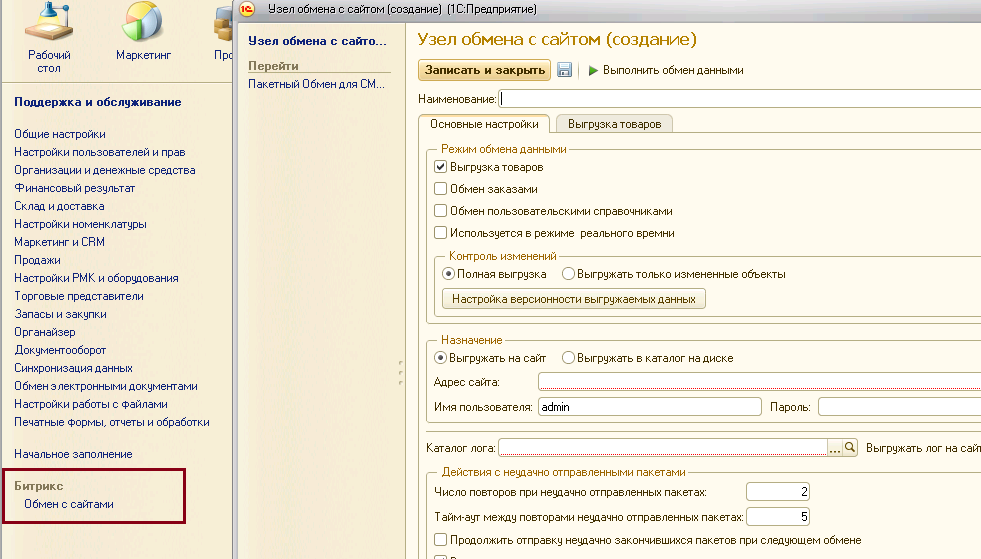 Узел обмена с сайтом (создание) (1С:Предприятие)
Рабочий
стол
Маркетинг
Поддержка и обслуживание
Общие настройки
Настройки пользователей и прав
Организации и денежные средства
Финансовый результат
Склад и доставка
Настройки номенклатуры
Маркетинг и CRM
Продажи
Настройки РМК и оборудования
Торговые представители
Запасы и закупки
Органайзер
Документооборот
Синхронизация данных
Обмен электронными документами
Настройки работы с файлами
Печатные формы, отчеты и обработки
Начальное заполнение
Битрикс
Обмен с сайтами
Узел обмена с сайто...
Перейти
Пакетный Обмен для СМ...
Узел обмена с сайтом (создание)
Записать и закрыть
Выполнить обмен данными
Наименование:
Основные настройки
Выгрузка товаров
Режим обмена данными
Выгрузка товаров
Обмен заказами
Обмен пользовательскими справочниками
Используется в режиме реального времни
Контроль изменений
Полная выгрузка
Выгружать только измененные объекты
Настройка версионности выгружаемых данных
Назначение
Выгружать на сайт
Выгружать в каталог на диске
Адрес сайта:
Имя пользователя: admin
Пароль:
Каталог лога:
...
Выгружать лог на сайт
Действия с неудачно отправленными пакетами
Число повторов при неудачно отправленных пакетах: 2
Тайм-аут между повторами неудачно отправленных пакетах: 5
Продолжить отправку неудачно закончившихся пакетов при следующем обмене